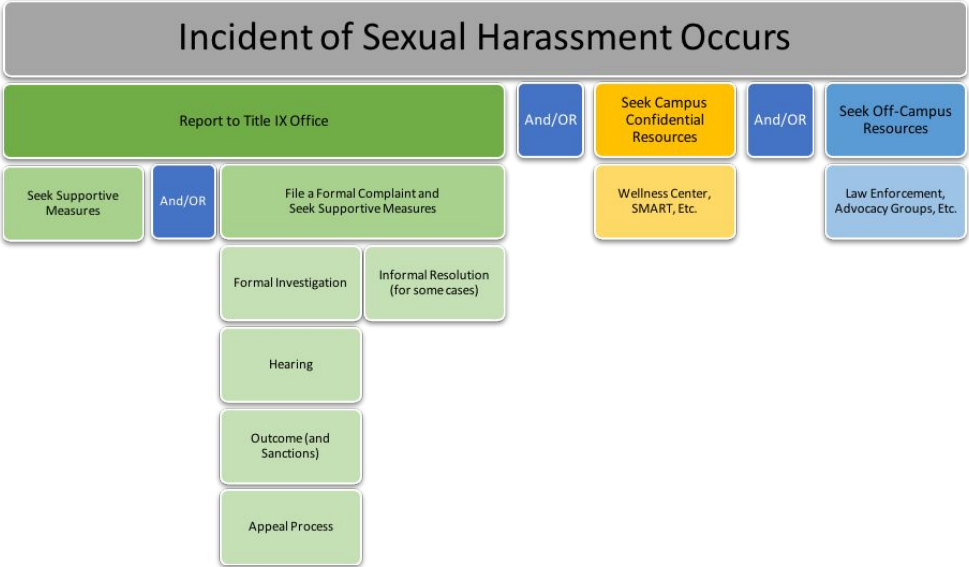 Incident of Sexual Harassment Occurs
Report to Title IX Office
And/OR
Seek Campus
Confidential
Resources
And/OR
Seek Off-Campus
Resources
Seek Supportive
Measures
And/OR
File a Formal Complaint and
Seek Supportive Measures
Wellness Center,
SMART, Etc.
Law Enforcement,
Advocacy Groups, Etc.
Formal Investigation
Informal Resolution
(for some cases)
Hearing
Outcome (and
Sanctions)
Appeal Process